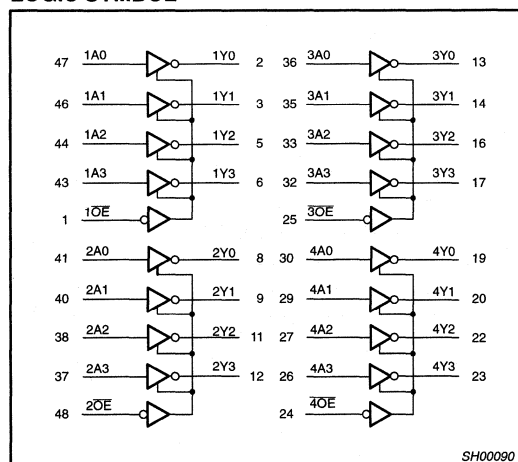 47 1A0 1Y0 2 36 3A0 3Y0 13
46 1A1 1Y1 3 35 3A1 3Y1 14
44 1A2 1Y2 5 33 3A2 3Y2 16
43 1A3 1Y3 6 32 3A3 3Y3 17
1 1OE 25 3OE
41 2A0 2Y0 8 30 4A0 4Y0 19
40 2A1 2Y1 9 29 4A1 4Y1 20
38 2A2 2Y2 11 27 4A2 4Y2 22
37 2A3 2Y3 12 26 4A3 4Y3 23
48 2OE 24 4OE
SH00090